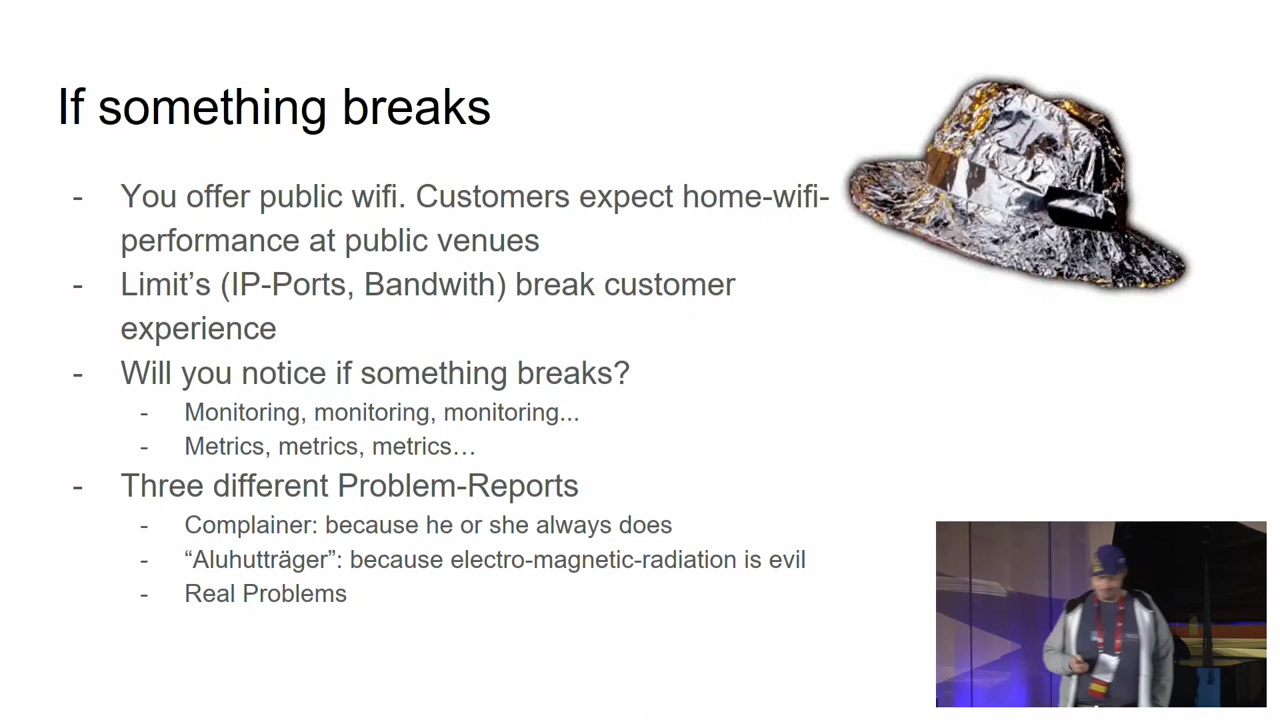 If something breaks
- You offer public wifi. Customers expect home-wifi-
performance at public venues
- Limit’s (IP-Ports, Bandwith) break customer
experience
- Will you notice if something breaks?
- Monitoring, monitoring, monitoring...
- Metrics, metrics, metrics…
- Three different Problem-Reports
- Complainer: because he or she always does
- “Aluhutträger”: because electro-magnetic-radiation is evil
- Real Problems